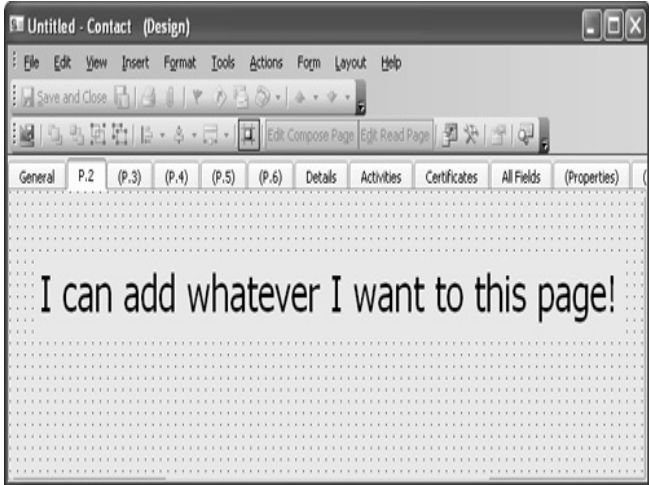 Untitled - Contact (Design)
File Edit View Insert Format Tools Actions Form Layout Help
Save and Close
Edit Compose Page Edit Read Page
General P.2 (P.3) (P.4) (P.5) (P.6) Details Activities Certificates All Fields (Properties) (
I can add whatever I want to this page!